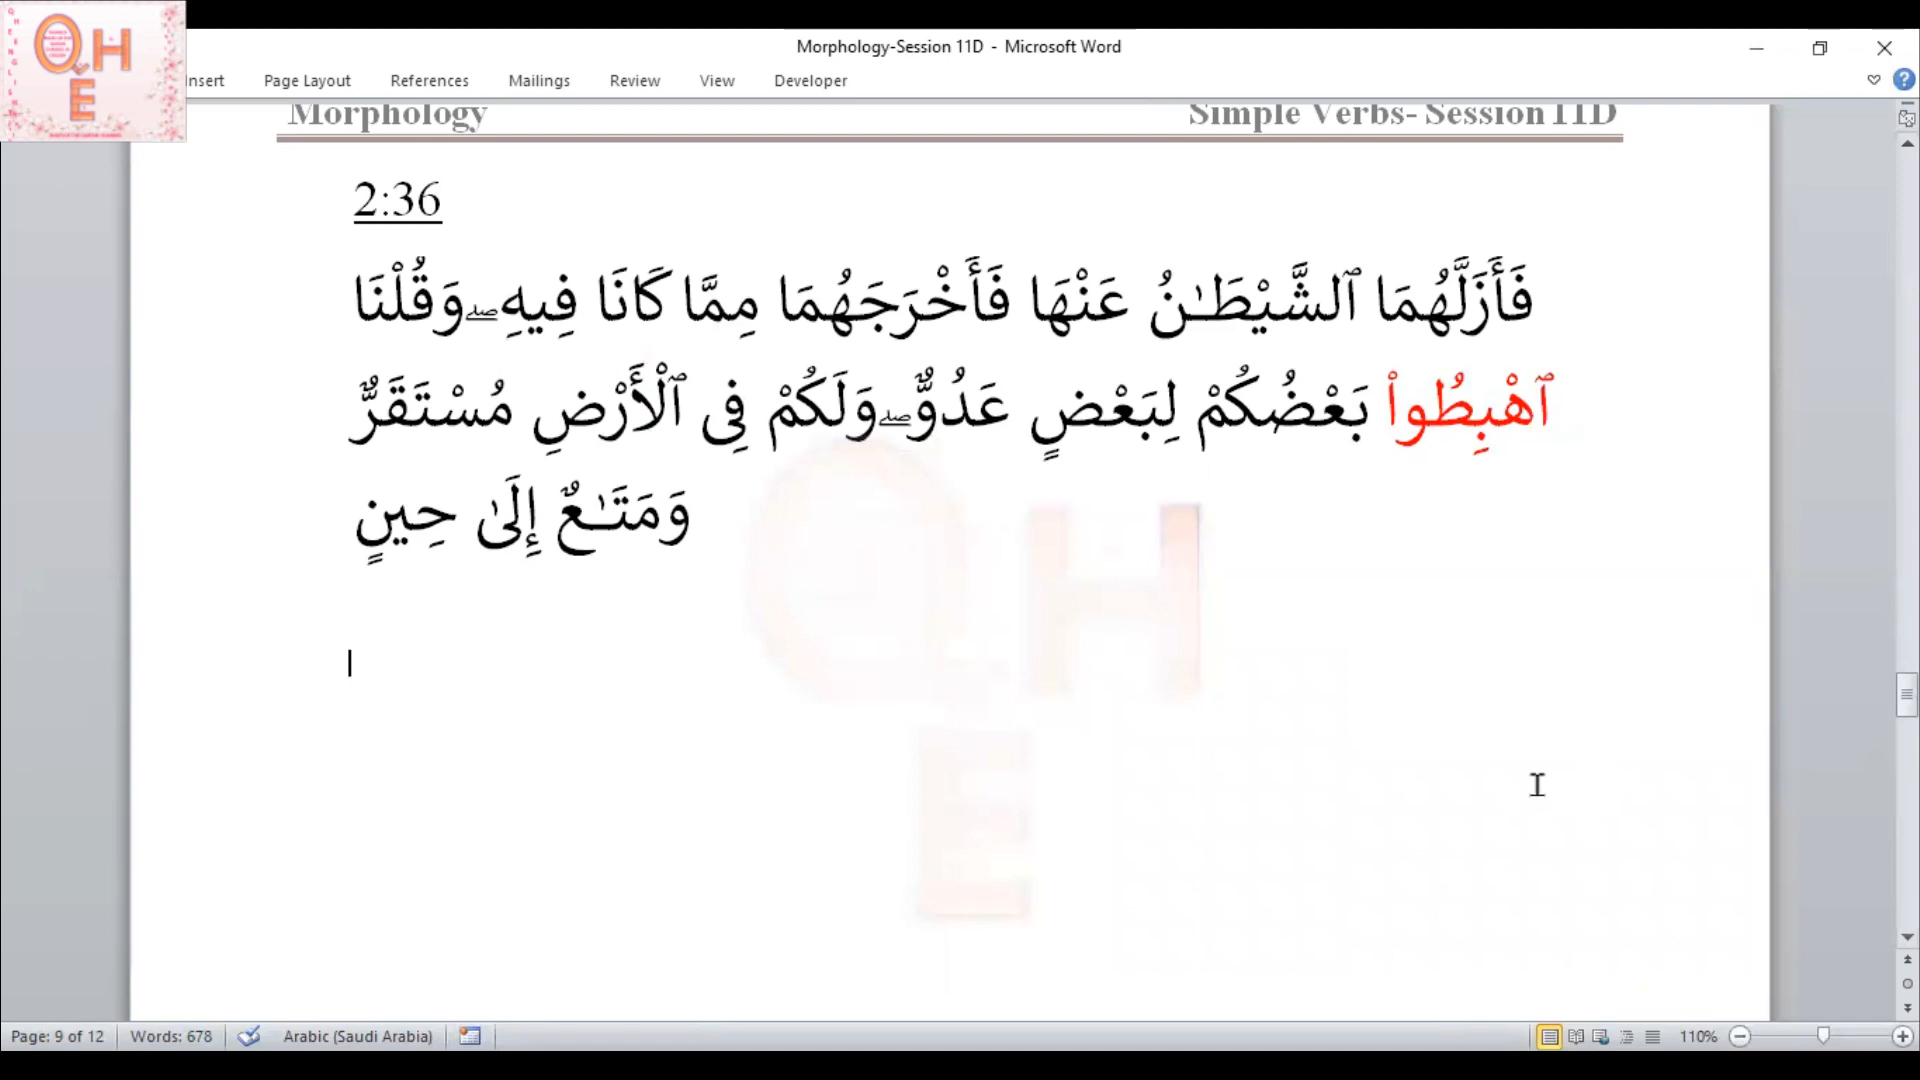 Morphology-Session 11D - Microsoft Word
Insert Page Layout References Mailings Review View Developer
Morphology Simple Verbs- Session 11D
2:36
فَأَزَلَّهُمَا ٱلشَّيْطَـٰنُ عَنْهَا فَأَخْرَجَهُمَا مِمَّا كَانَا فِيهِ ۖ وَقُلْنَا
ٱهْبِطُوا۟ بَعْضُكُمْ لِبَعْضٍ عَدُوٌّ ۖ وَلَكُمْ فِى ٱلْأَرْضِ مُسْتَقَرٌّ
وَمَتَـٰعٌ إِلَىٰ حِينٍ
QHE
Page: 9 of 12 Words: 678 Arabic (Saudi Arabia) 110%